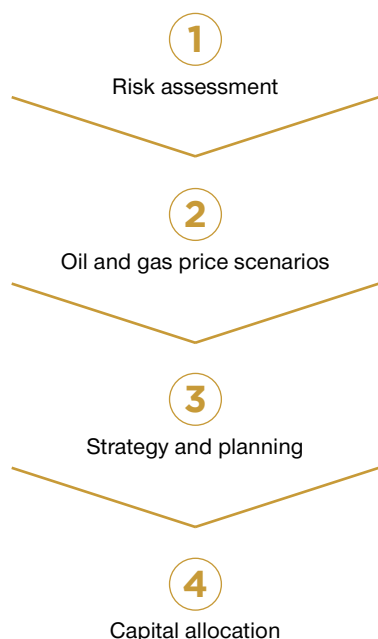 1
Risk assessment
2
Oil and gas price scenarios
3
Strategy and planning
4
Capital allocation